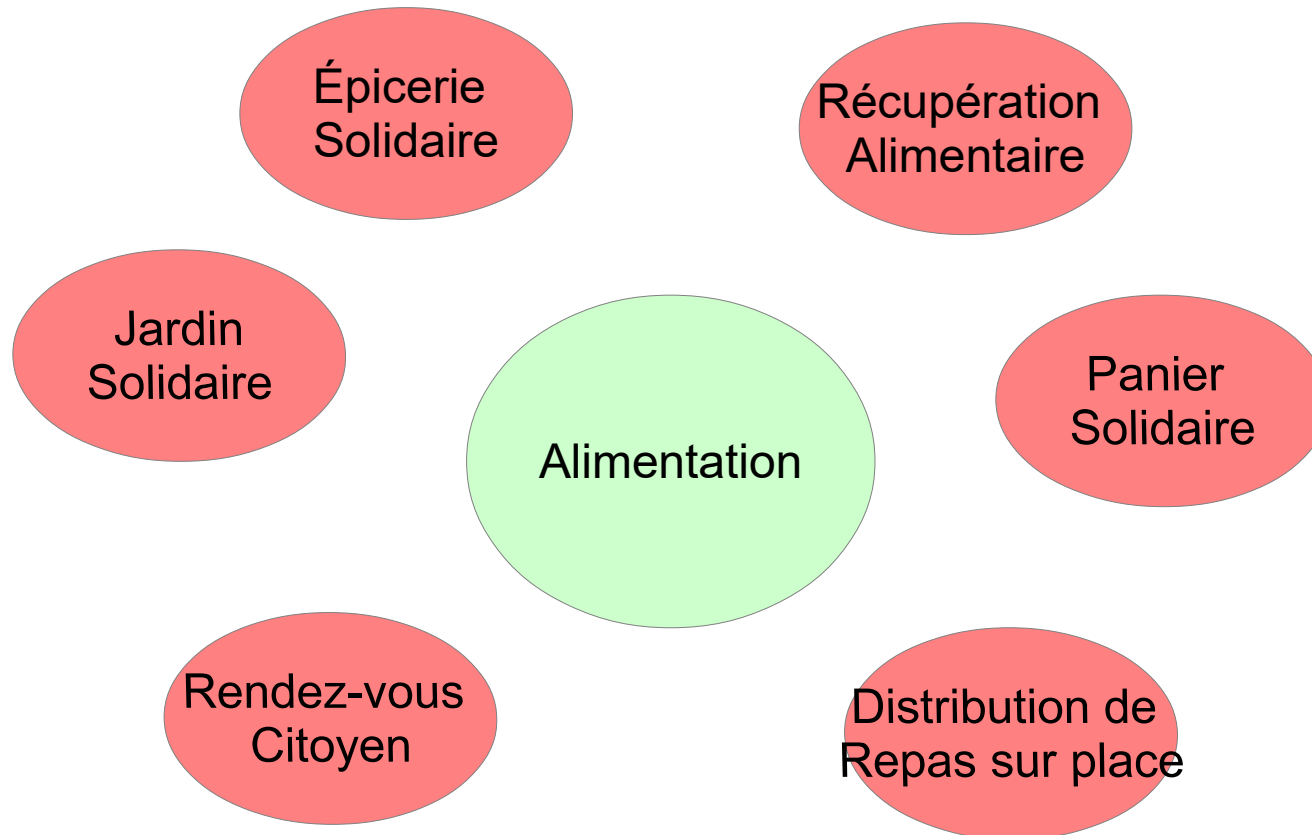 Épicerie
Solidaire
Récupération
Alimentaire
Jardin
Solidaire
Panier
Solidaire
Alimentation
Rendez-vous
Citoyen
Distribution de
Repas sur place